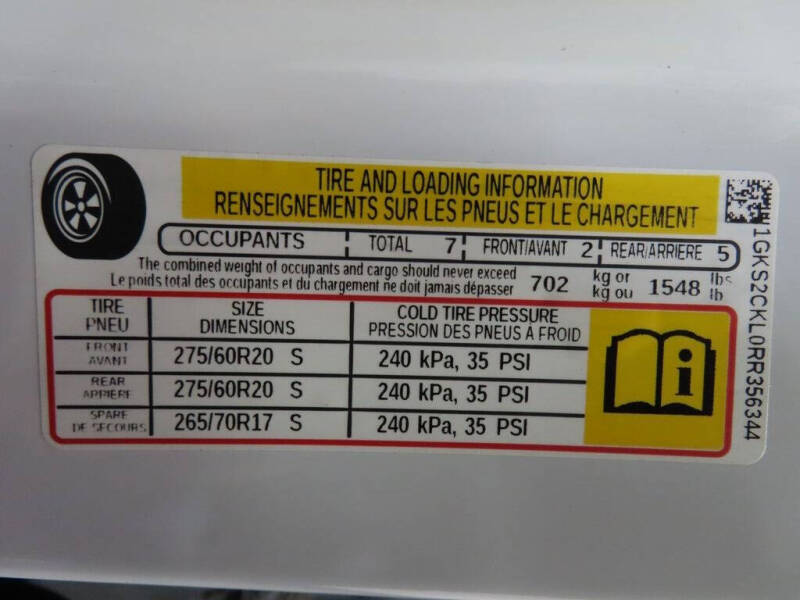 TIRE AND LOADING INFORMATION
RENSEIGNEMENTS SUR LES PNEUS ET LE CHARGEMENT
OCCUPANTS TOTAL 7 FRONT/AVANT 2 REAR/ARRIÈRE 5
The combined weight of occupants and cargo should never exceed 702 kg or 1548 lbs
Le poids total des occupants et du chargement ne doit jamais dépasser kg ou lb
TIRE SIZE COLD TIRE PRESSURE
PNEU DIMENSIONS PRESSION DES PNEUS À FROID
FRONT
AVANT 275/60R20 S 240 kPa, 35 PSI
REAR
ARRIÈRE 275/60R20 S 240 kPa, 35 PSI
SPARE
DE SECOURS 265/70R17 S 240 kPa, 35 PSI
i
1GKS2CKL0RR356344